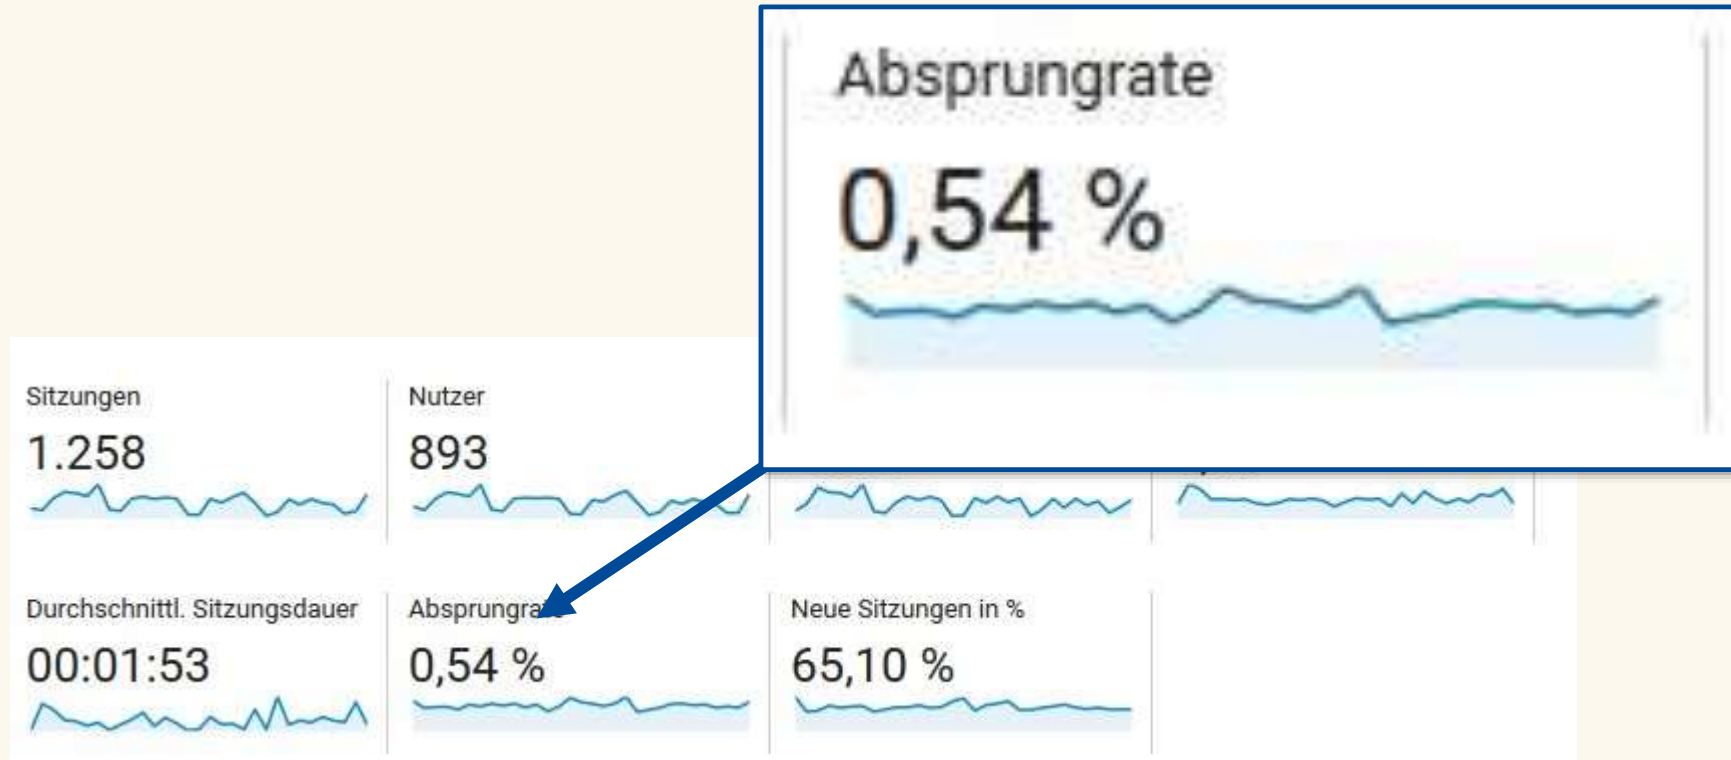 Absprungrate
0,54 %
Sitzungen
1.258
Nutzer
893
Durchschnittl. Sitzungsdauer
00:01:53
0,54 %
Neue Sitzungen in %
65,10 %